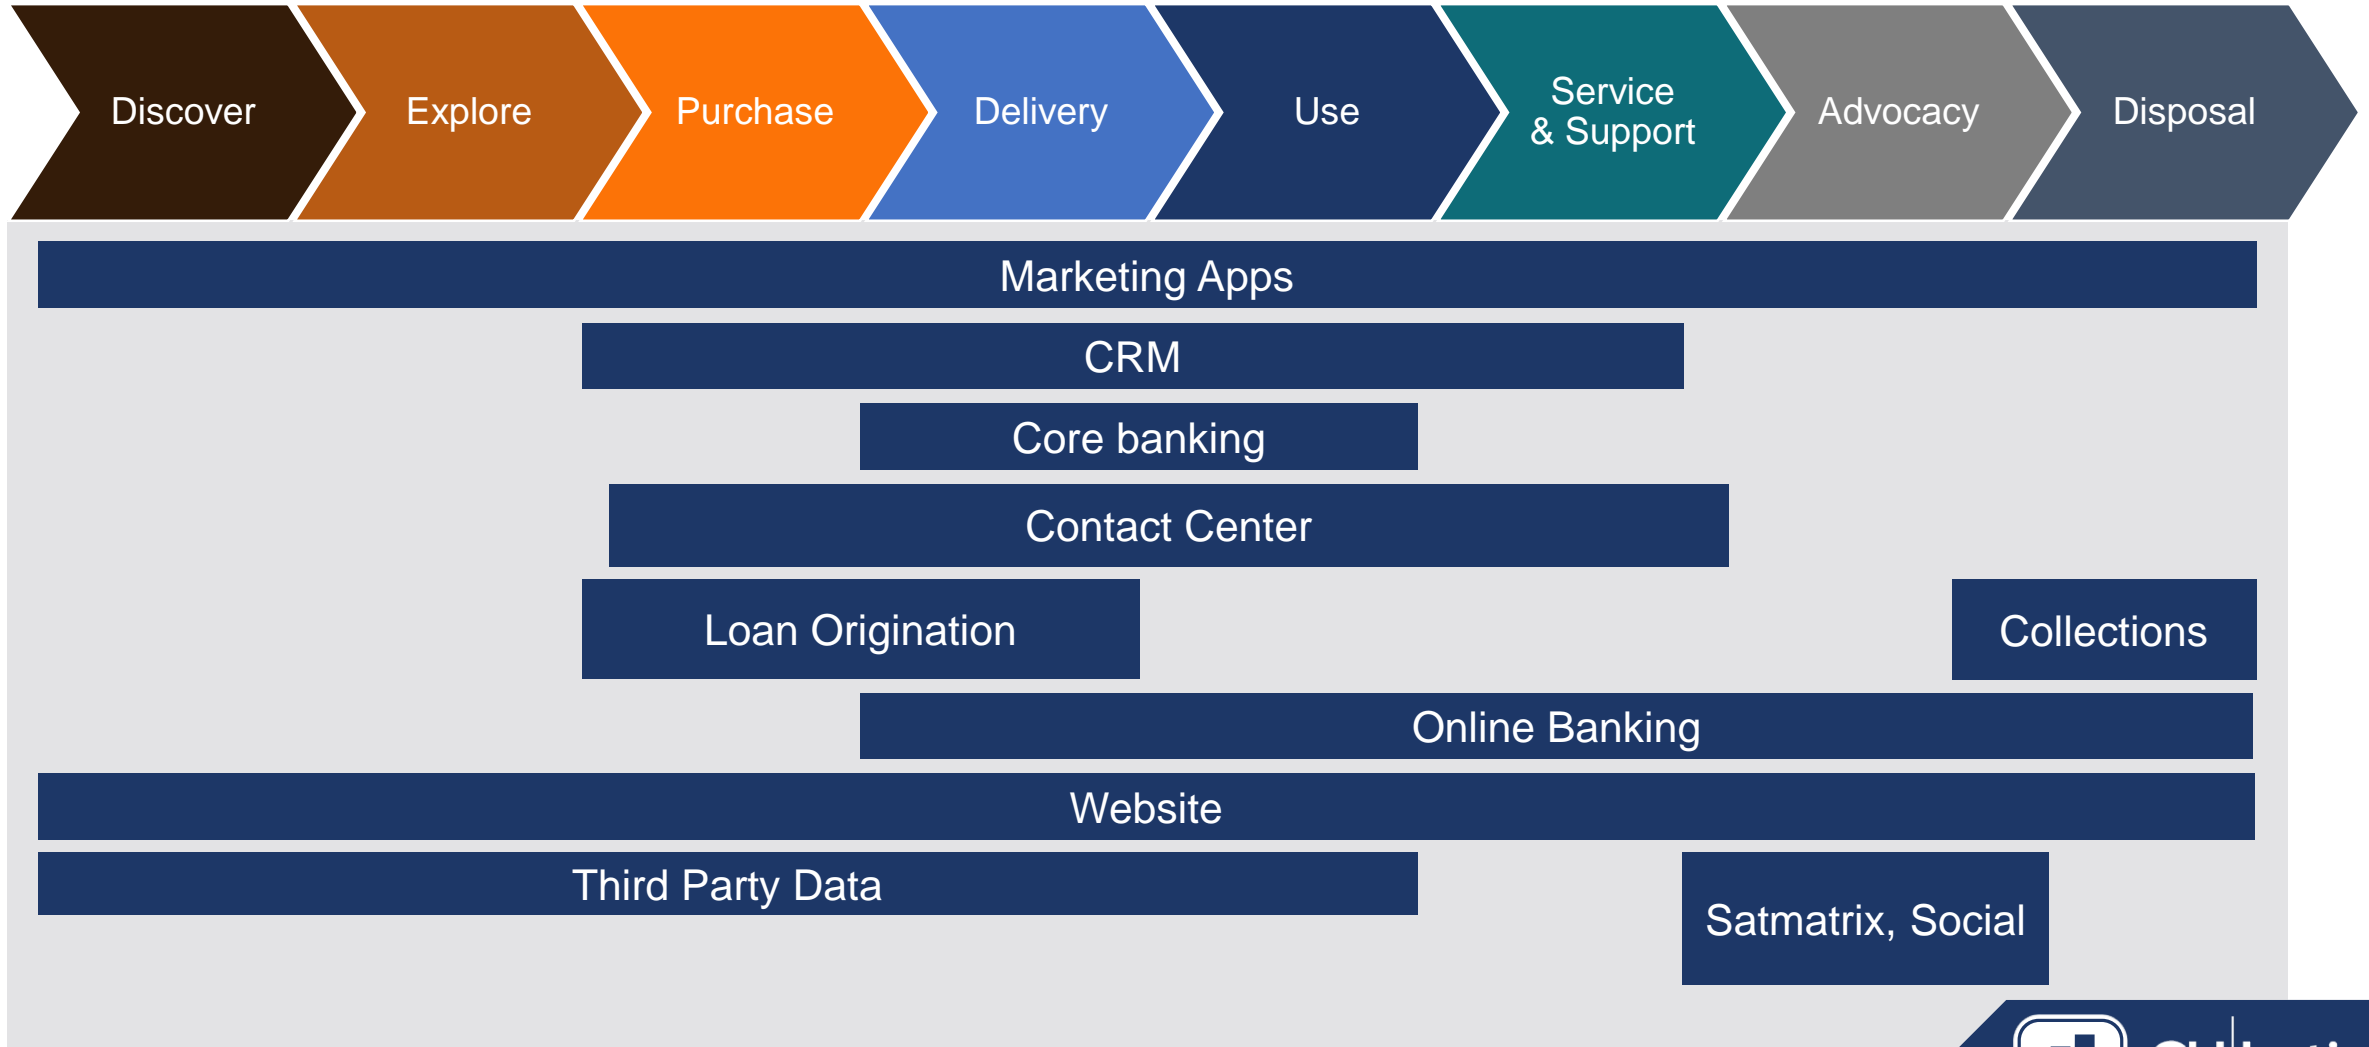 Discover
Explore
Purchase
Delivery
Use
Service
& Support
Advocacy
Disposal
Marketing Apps
CRM
Core banking
Contact Center
Loan Origination
Collections
Online Banking
Website
Third Party Data
Satmatrix, Social